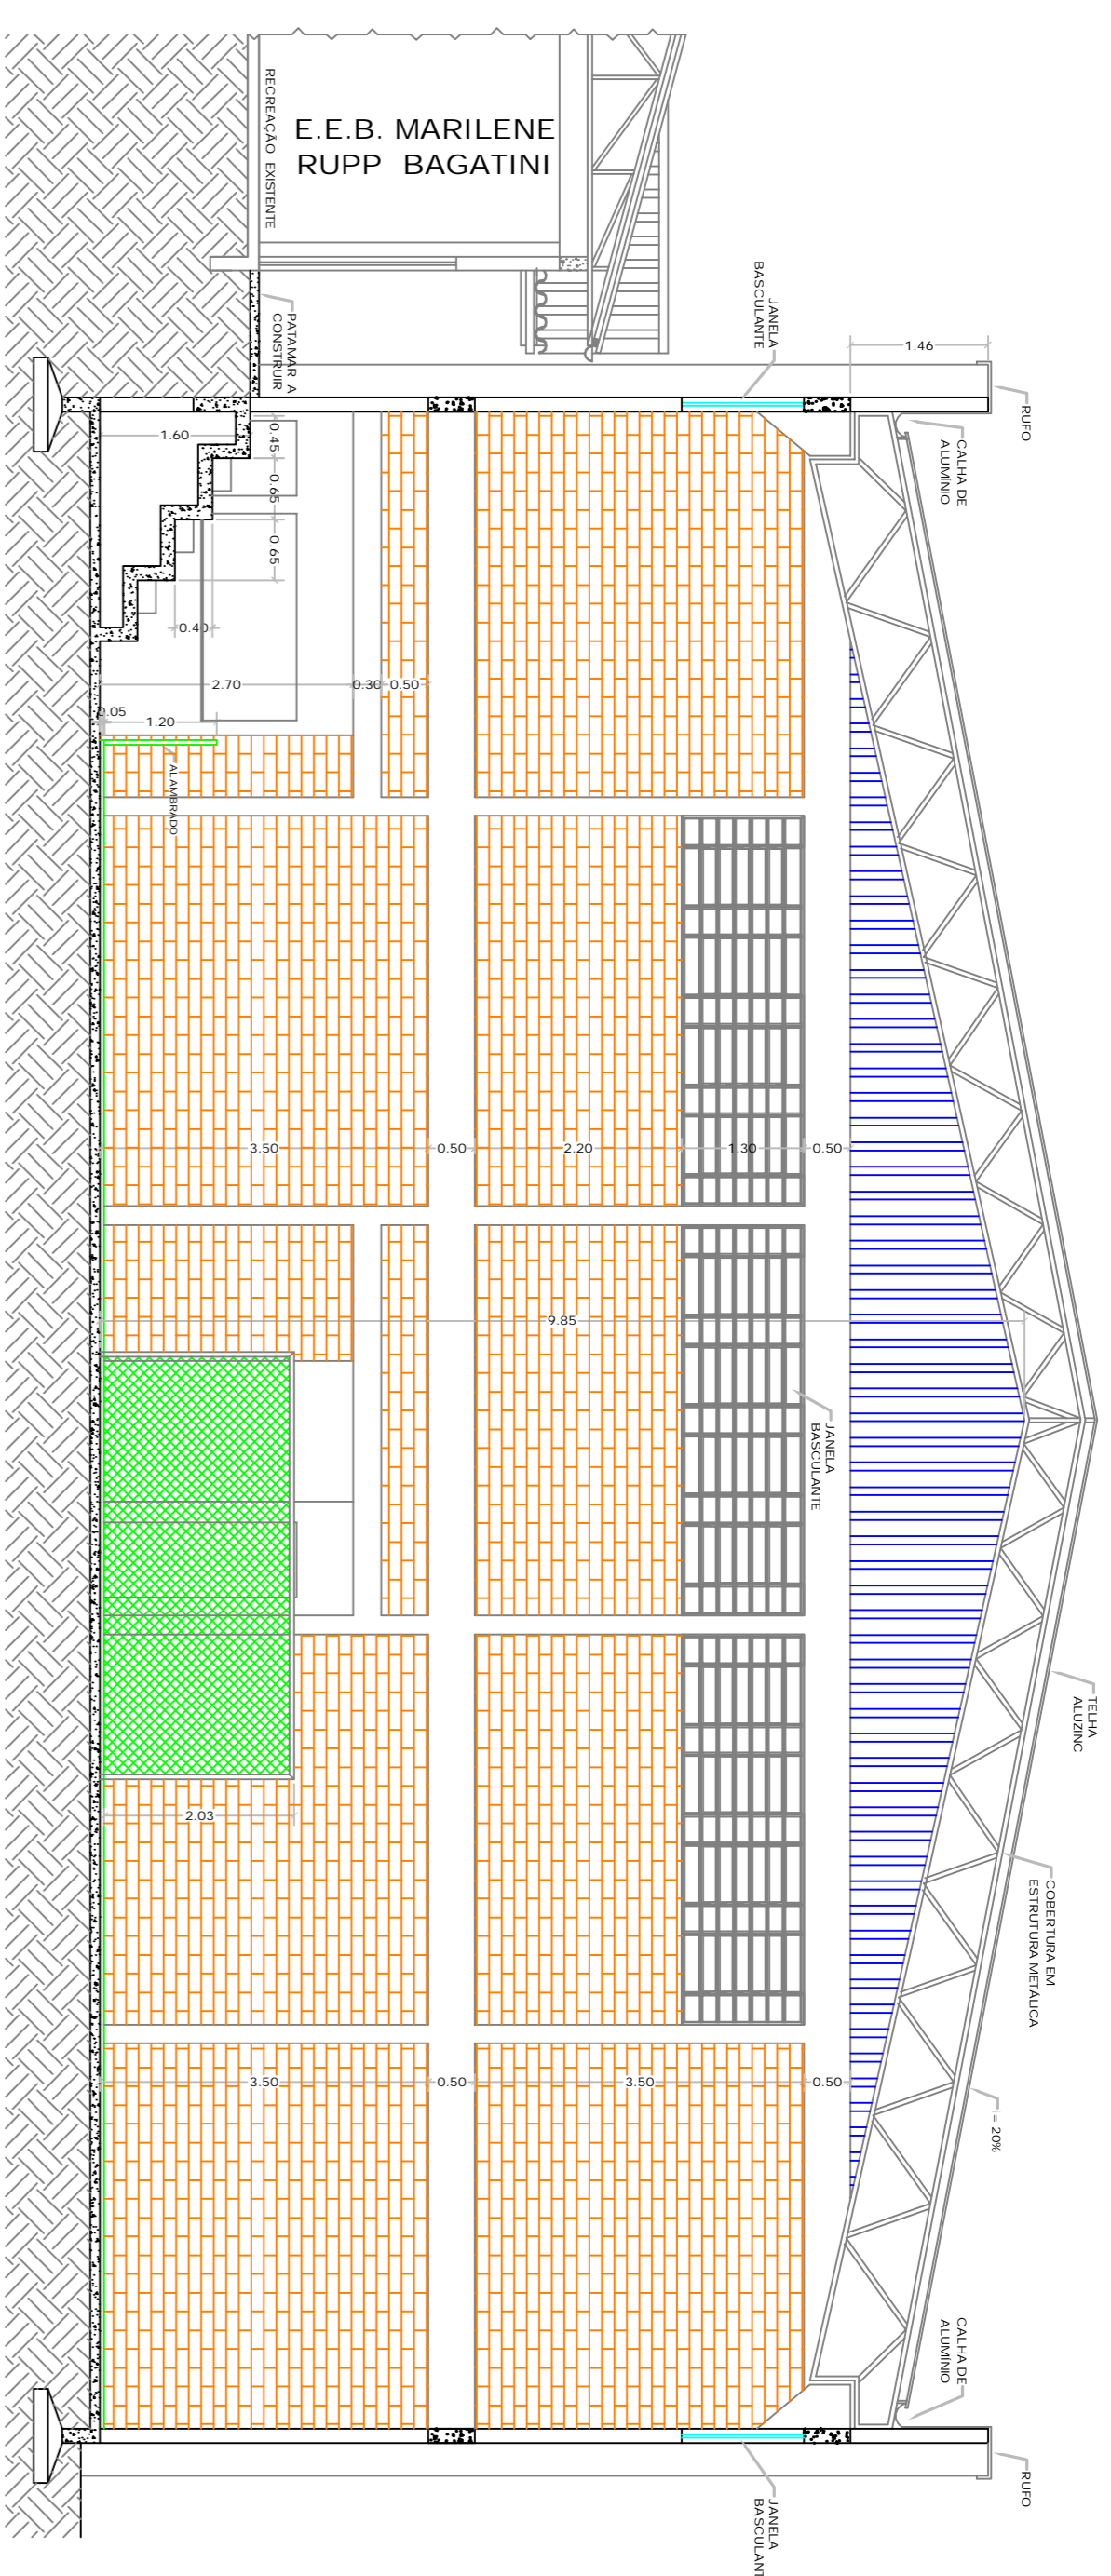 E.E.B. MARILENE
RUPP BAGATINI
RECREAÇÃO EXISTENTE
PATAMAR A
CONSTRUIR
JANELA
BASCULANTE
1.46
RUFO
CALHA DE
ALUMÍNIO
1.60
0.45
0.65
0.65
0.40
2.70
0.30
0.50
0.05
1.20
ALAMBRADO
3.50
0.50
2.20
1.30
0.50
9.85
JANELA
BASCULANTE
TELHA
ALUZINC
2.03
COBERTURA EM
ESTRUTURA METÁLICA
i= 20%
3.50
0.50
3.50
0.50
CALHA DE
ALUMÍNIO
RUFO
JANELA
BASCULANT